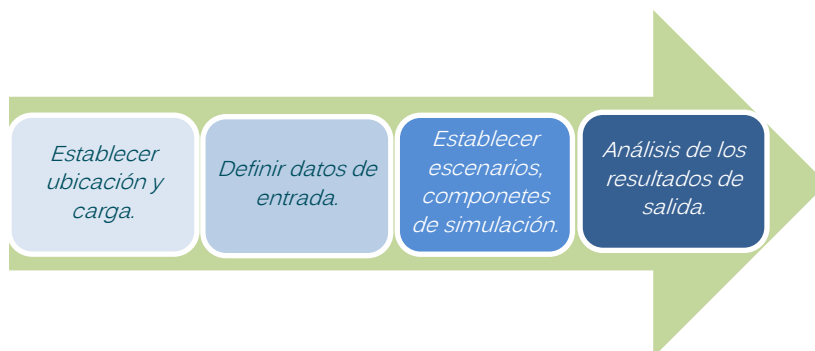 Establecer
ubicación y
carga.
Definir datos de
entrada.
Establecer
escenarios,
componetes
de simulación.
Análisis de los
resultados de
salida.